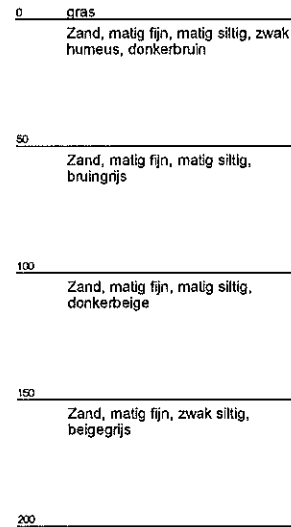 0 gras
Zand, matig fijn, matig siltig, zwak
humeus, donkerbruin
50
Zand, matig fijn, matig siltig,
bruingrijs
100
Zand, matig fijn, matig siltig,
donkerbeige
150
Zand, matig fijn, zwak siltig,
beigegrijs
200